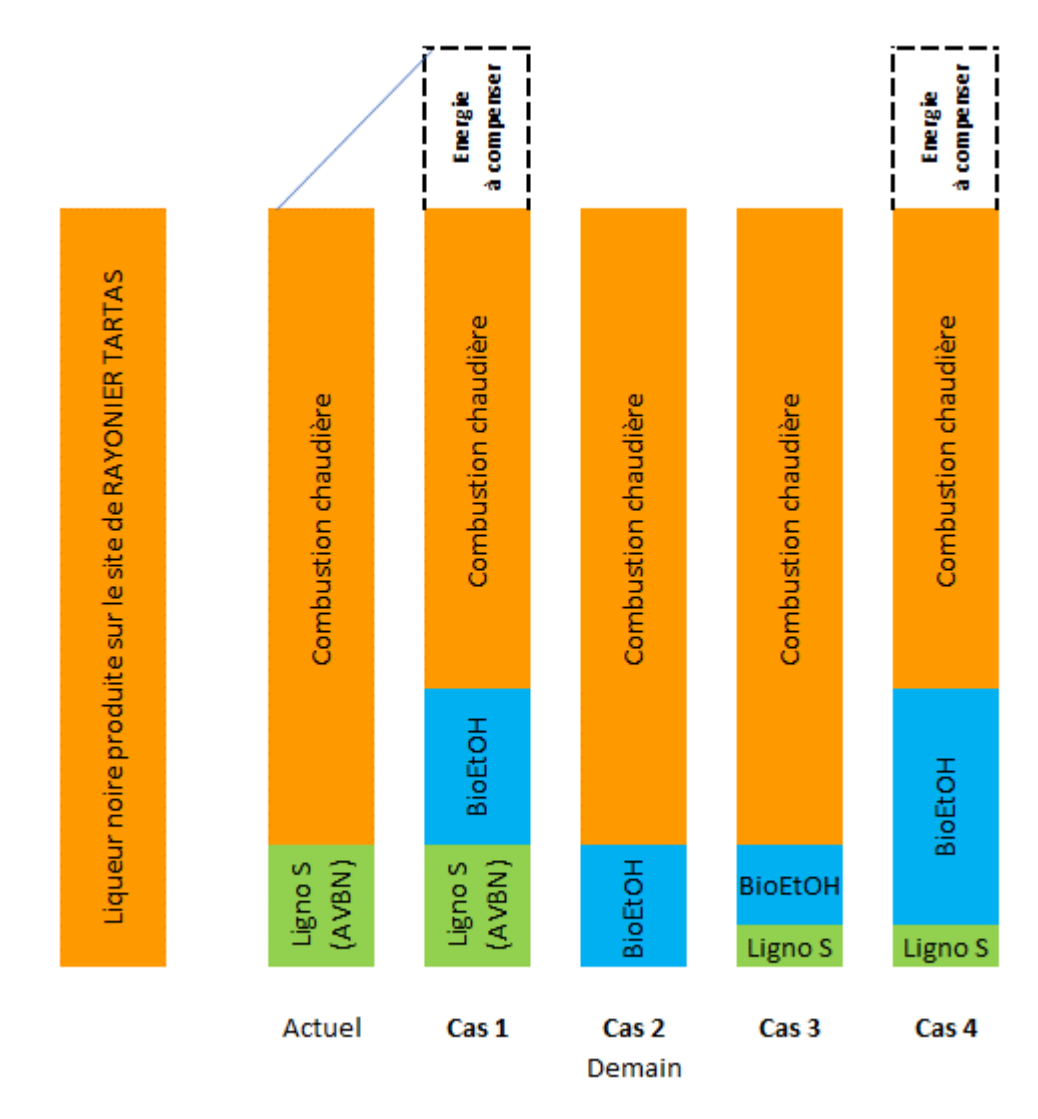 Liqueur noire produite sur le site de RAYONIER TARTAS
Combustion chaudière
Ligno S
(AVBN)
Actuel
Energie
à compenser
Combustion chaudière
BioEtOH
Ligno S
(AVBN)
Cas 1
Combustion chaudière
BioEtOH
Cas 2
Demain
Combustion chaudière
BioEtOH
Ligno S
Cas 3
Energie
à compenser
Combustion chaudière
BioEtOH
Ligno S
Cas 4